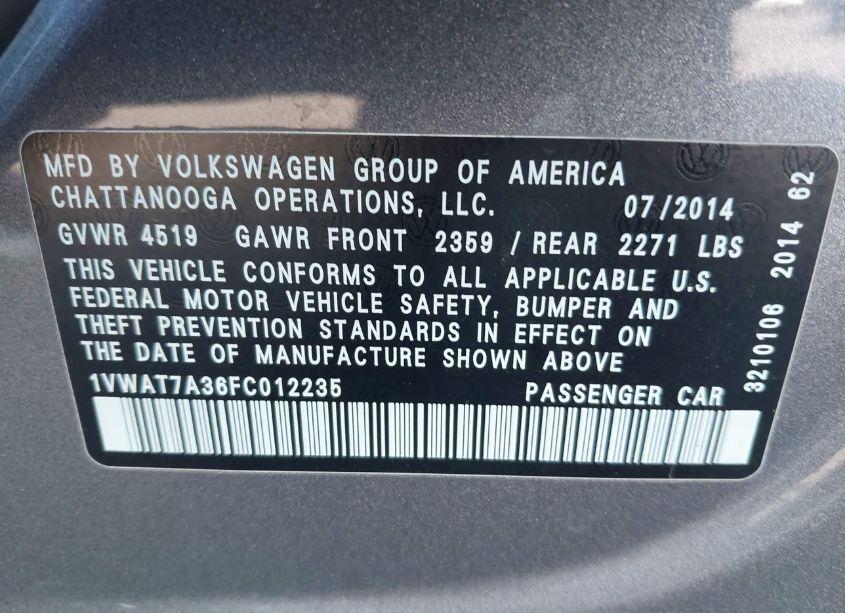 MFD BY VOLKSWAGEN GROUP OF AMERICA
CHATTANOOGA OPERATIONS, LLC. 07/2014
GVWR 4519 GAWR FRONT 2359 / REAR 2271 LBS
THIS VEHICLE CONFORMS TO ALL APPLICABLE U.S.
FEDERAL MOTOR VEHICLE SAFETY, BUMPER AND
THEFT PREVENTION STANDARDS IN EFFECT ON
THE DATE OF MANUFACTURE SHOWN ABOVE
1VWAT7A36FC012235 PASSENGER CAR
3210106 2014 62